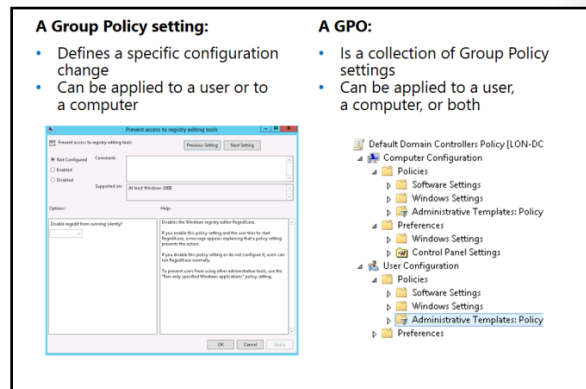 A Group Policy setting:
• Defines a specific configuration
change
• Can be applied to a user or to
a computer
Prevent access to registry editing tools
Prevent access to registry editing tools
Previous Setting
Next Setting
Not Configured
Enabled
Disabled
Comment:
Supported on:
At least Windows 2000
Options:
Help:
Disable regedit from running silently?
Disables the Windows registry editor Regedit.exe.
If you enable this policy setting and the user tries to start
Regedit.exe, a message appears explaining that a policy setting
prevents the action.
If you disable this policy setting or do not configure it, users can
run Regedit.exe normally.
To prevent users from using other administrative tools, use the
"Run only specified Windows applications" policy setting.
OK
Cancel
Apply
A GPO:
• Is a collection of Group Policy
settings
• Can be applied to a user,
a computer, or both
Default Domain Controllers Policy [LON-DC
Computer Configuration
Policies
Software Settings
Windows Settings
Administrative Templates: Policy
Preferences
Windows Settings
Control Panel Settings
User Configuration
Policies
Software Settings
Windows Settings
Administrative Templates: Policy
Preferences